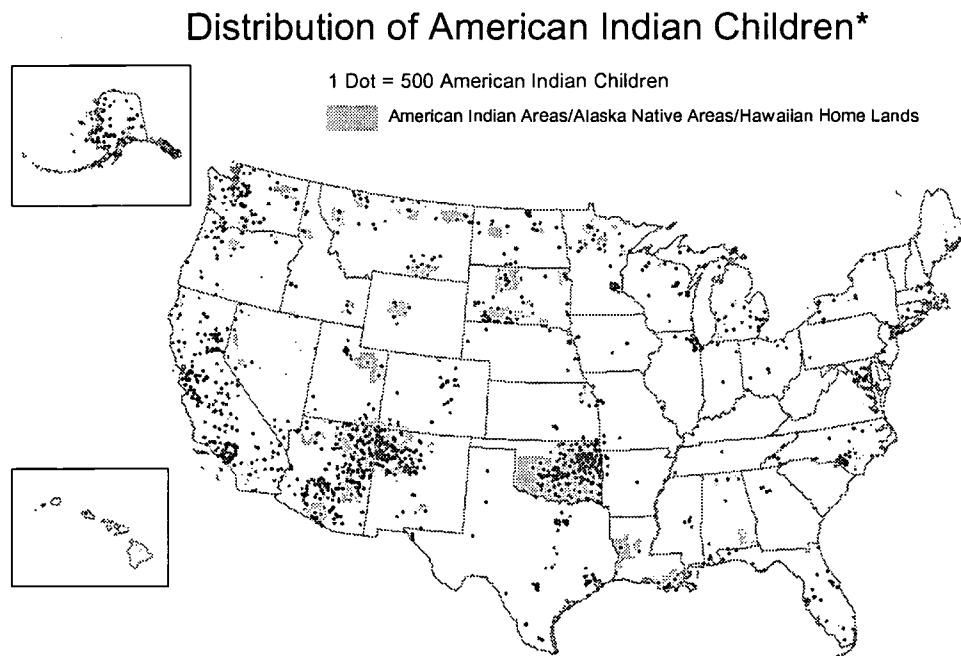 Distribution of American Indian Children*
1 Dot = 500 American Indian Children
American Indian Areas/Alaska Native Areas/Hawaiian Home Lands